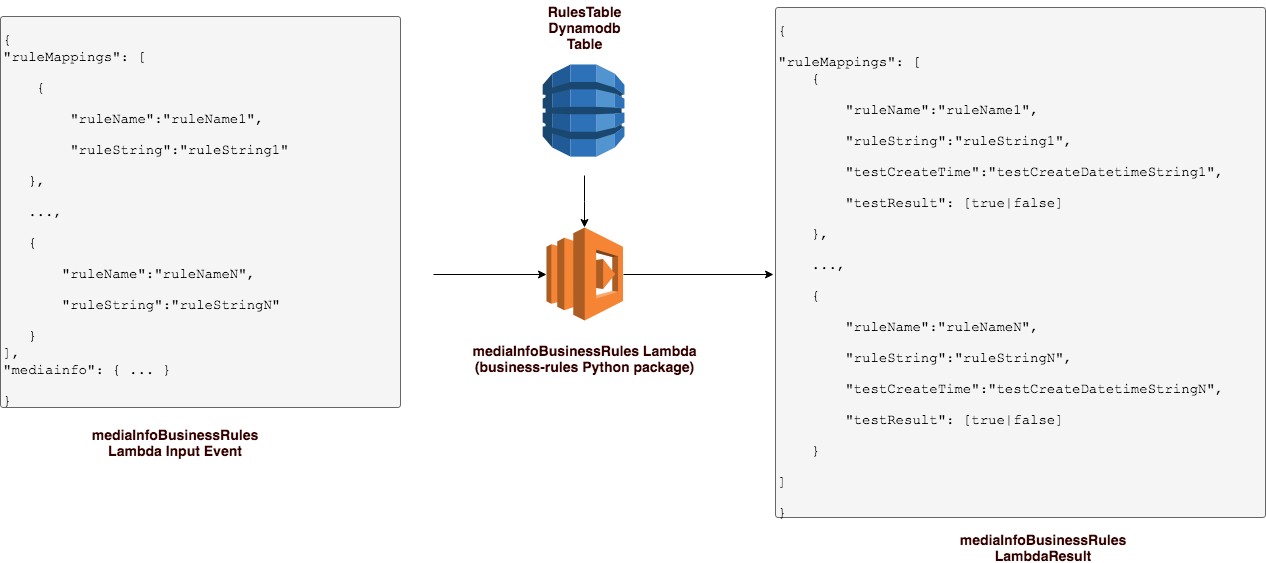 {
"ruleMappings": [
{
"ruleName":"ruleName1",
"ruleString":"ruleString1"
},
...,
{
"ruleName":"ruleNameN",
"ruleString":"ruleStringN"
}
],
"mediainfo": { ... }
}
mediaInfoBusinessRules
Lambda Input Event
RulesTable
Dynamodb
Table
mediaInfoBusinessRules Lambda
(business-rules Python package)
{
"ruleMappings": [
{
"ruleName":"ruleName1",
"ruleString":"ruleString1",
"testCreateTime":"testCreateDatetimeString1",
"testResult": [true|false]
},
...,
{
"ruleName":"ruleNameN",
"ruleString":"ruleStringN",
"testCreateTime":"testCreateDatetimeStringN",
"testResult": [true|false]
}
]
}
mediaInfoBusinessRules
LambdaResult